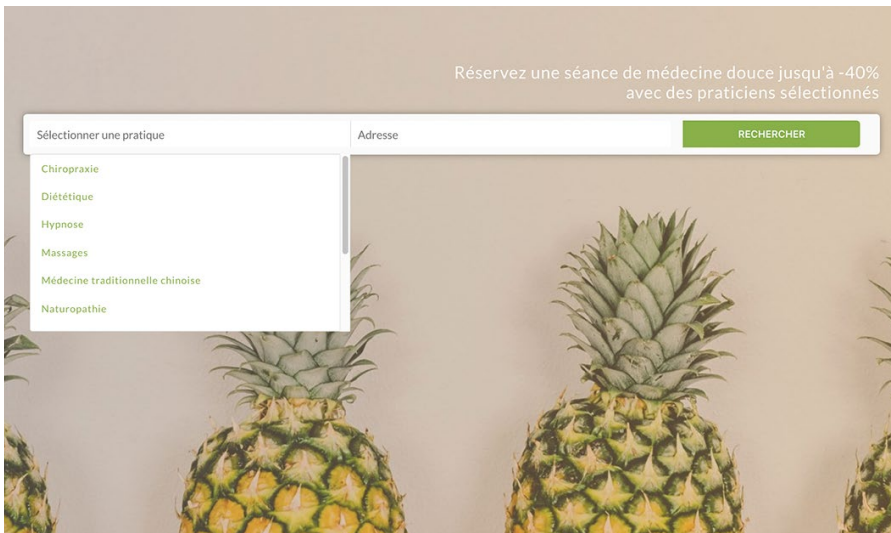 Réservez une séance de médecine douce jusqu'à -40%
avec des praticiens sélectionnés
Sélectionner une pratique
Adresse
RECHERCHER
Chiropraxie
Diététique
Hypnose
Massages
Médecine traditionnelle chinoise
Naturopathie